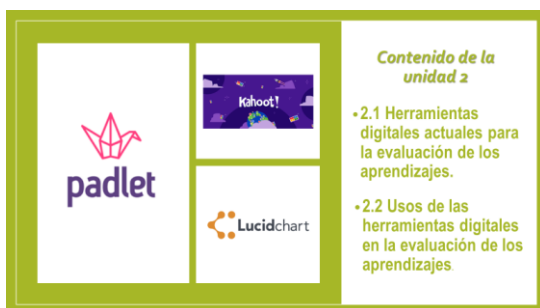 padlet
Kahoot!
Lucidchart
Contenido de la
unidad 2
•2.1 Herramientas
digitales actuales para
la evaluación de los
aprendizajes.
•2.2 Usos de las
herramientas digitales
en la evaluación de los
aprendizajes.